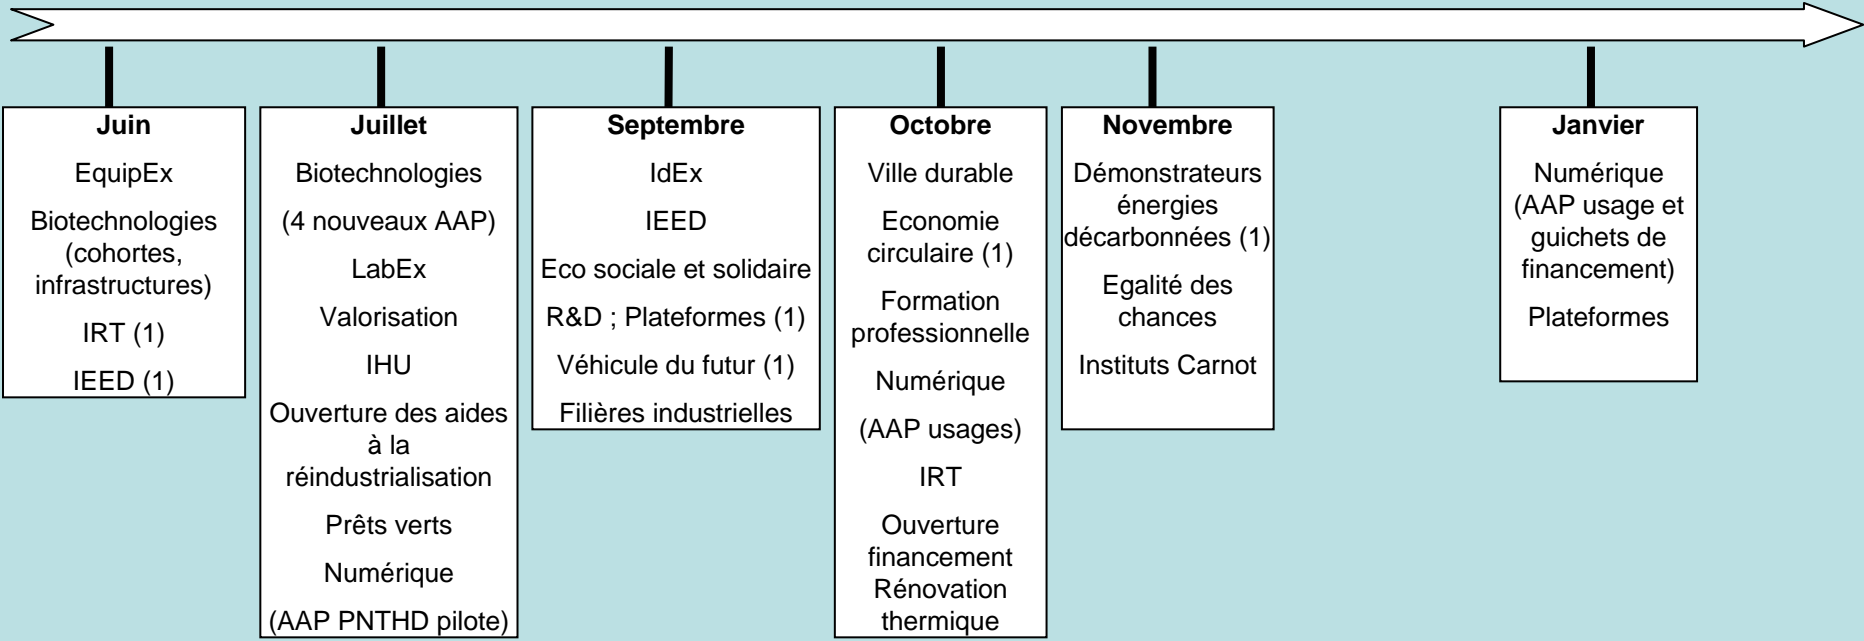 Juin
EquipEx
Biotechnologies
(cohortes,
infrastructures)
IRT (1)
IEED (1)
Juillet
Biotechnologies
(4 nouveaux AAP)
LabEx
Valorisation
IHU
Ouverture des aides
à la
réindustrialisation
Prêts verts
Numérique
(AAP PNTHD pilote)
Septembre
IdEx
IEED
Eco sociale et solidaire
R&D ; Plateformes (1)
Véhicule du futur (1)
Filières industrielles
Octobre
Ville durable
Economie
circulaire (1)
Formation
professionnelle
Numérique
(AAP usages)
IRT
Ouverture
financement
Rénovation
thermique
Novembre
Démonstrateurs
énergies
décarbonnées (1)
Egalité des
chances
Instituts Carnot
Janvier
Numérique
(AAP usage et
guichets de
financement)
Plateformes